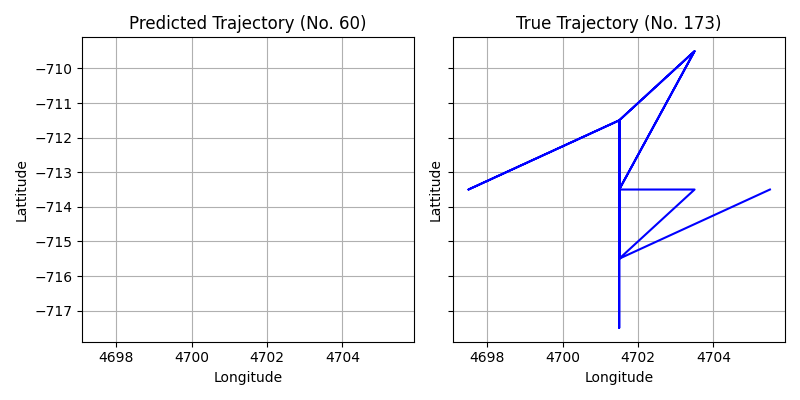 Predicted Trajectory (No. 60)
True Trajectory (No. 173)
−710
−711
−712
−713
−714
−715
−716
−717
Lattitude
Lattitude
4698 4700 4702 4704
4698 4700 4702 4704
Longitude
Longitude